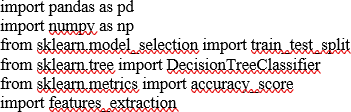 import pandas as pd
import numpy as np
from sklearn.model_selection import train_test_split
from sklearn.tree import DecisionTreeClassifier
from sklearn.metrics import accuracy_score
import features_extraction